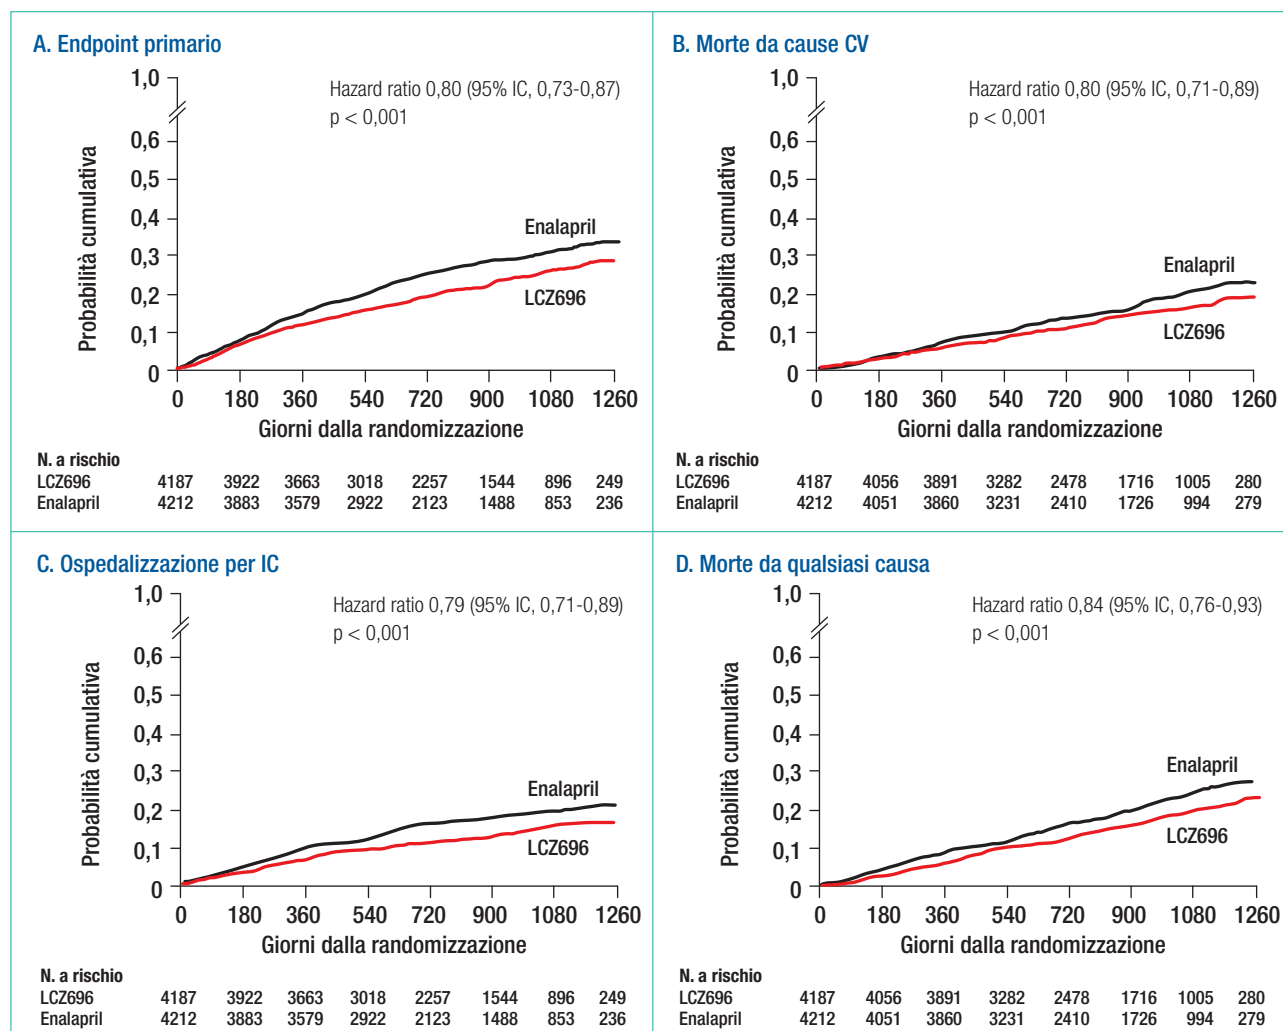 A. Endpoint primario
Hazard ratio 0,80 (95% IC, 0,73-0,87)
p < 0,001
Probabilità cumulativa
1,0
0,6
0,5
0,4
0,3
0,2
0,1
0
Enalapril
LCZ696
0 180 360 540 720 900 1080 1260
Giorni dalla randomizzazione
N. a rischio
LCZ696 4187 3922 3663 3018 2257 1544 896 249
Enalapril 4212 3883 3579 2922 2123 1488 853 236
B. Morte da cause CV
Hazard ratio 0,80 (95% IC, 0,71-0,89)
p < 0,001
Probabilità cumulativa
1,0
0,6
0,5
0,4
0,3
0,2
0,1
0
Enalapril
LCZ696
0 180 360 540 720 900 1080 1260
Giorni dalla randomizzazione
N. a rischio
LCZ696 4187 4056 3891 3282 2478 1716 1005 280
Enalapril 4212 4051 3860 3231 2410 1726 994 279
C. Ospedalizzazione per IC
Hazard ratio 0,79 (95% IC, 0,71-0,89)
p < 0,001
Probabilità cumulativa
1,0
0,6
0,5
0,4
0,3
0,2
0,1
0
Enalapril
LCZ696
0 180 360 540 720 900 1080 1260
Giorni dalla randomizzazione
N. a rischio
LCZ696 4187 3922 3663 3018 2257 1544 896 249
Enalapril 4212 3883 3579 2922 2123 1488 853 236
D. Morte da qualsiasi causa
Hazard ratio 0,84 (95% IC, 0,76-0,93)
p < 0,001
Probabilità cumulativa
1,0
0,6
0,5
0,4
0,3
0,2
0,1
0
Enalapril
LCZ696
0 180 360 540 720 900 1080 1260
Giorni dalla randomizzazione
N. a rischio
LCZ696 4187 4056 3891 3282 2478 1716 1005 280
Enalapril 4212 4051 3860 3231 2410 1726 994 279